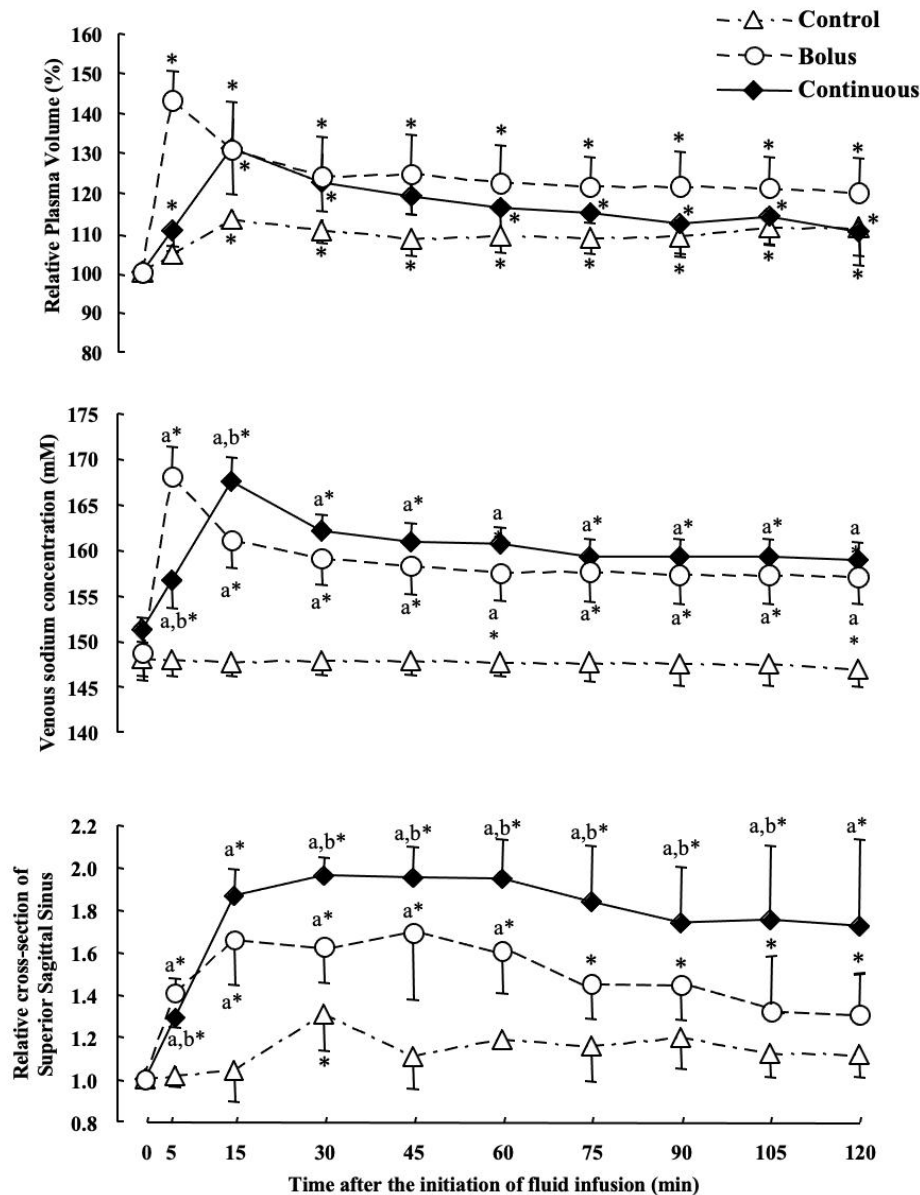 Control
Bolus
Continuous
Relative Plasma Volume (%)
160
150
140
130
120
110
100
90
80
* * * * * * * * *
* * * * * * *
* * * * * * * *
Venous sodium concentration (mM)
175
170
165
160
155
150
145
140
a* a,b* a* a* a * a* a* a* a *
a,b* a* a* a* a * a* a* a* a *
Relative cross-section of
Superior Sagittal Sinus
2.2
2.0
1.8
1.6
1.4
1.2
1.0
0.8
a* a,b* a,b* a,b* a,b* a,b* a,b* a*
a* a* a* a* * * * *
a,b* a*
*
0 5 15 30 45 60 75 90 105 120
Time after the initiation of fluid infusion (min)